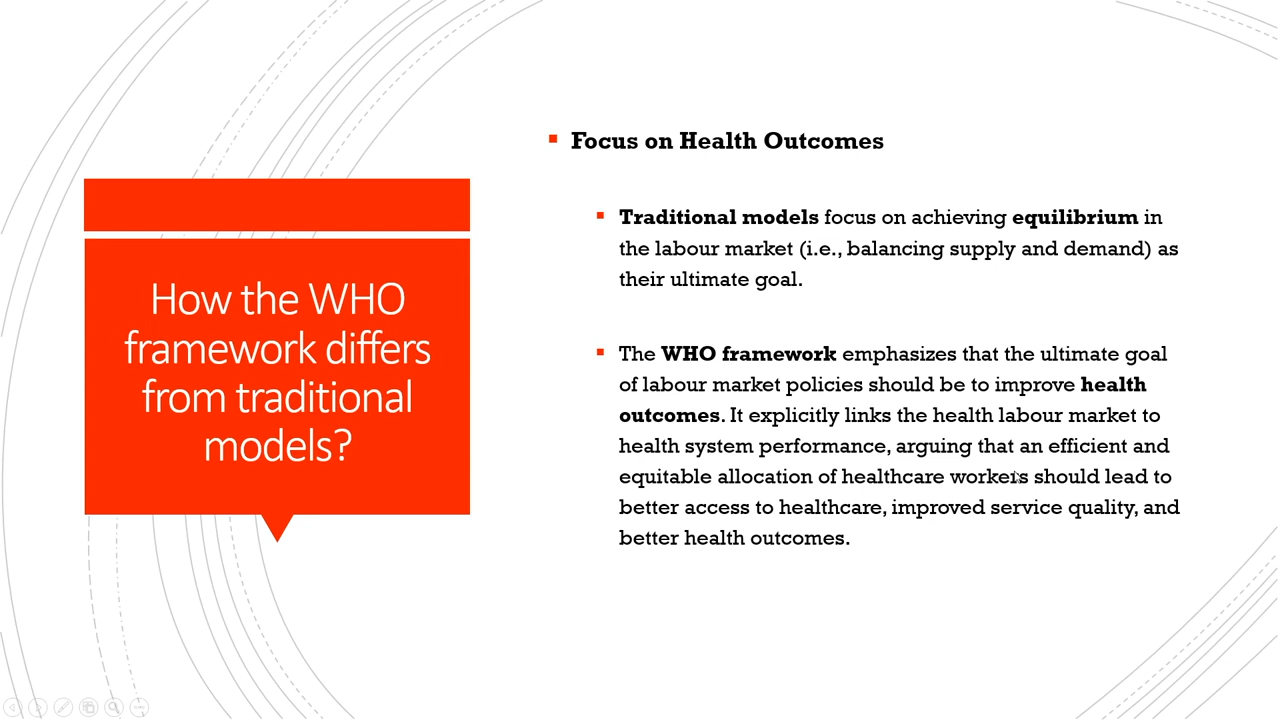 How the WHO
framework differs
from traditional
models?
Focus on Health Outcomes
Traditional models focus on achieving equilibrium in
the labour market (i.e., balancing supply and demand) as
their ultimate goal.
The WHO framework emphasizes that the ultimate goal
of labour market policies should be to improve health
outcomes. It explicitly links the health labour market to
health system performance, arguing that an efficient and
equitable allocation of healthcare workers should lead to
better access to healthcare, improved service quality, and
better health outcomes.